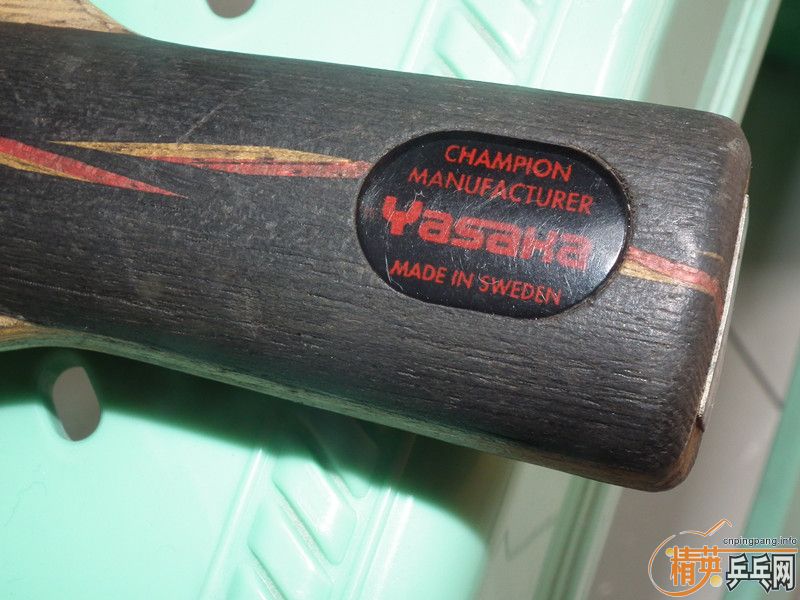 CHAMPION
MANUFACTURER
Yasaka
MADE IN SWEDEN
cnpingpang.info
精英乒乓网